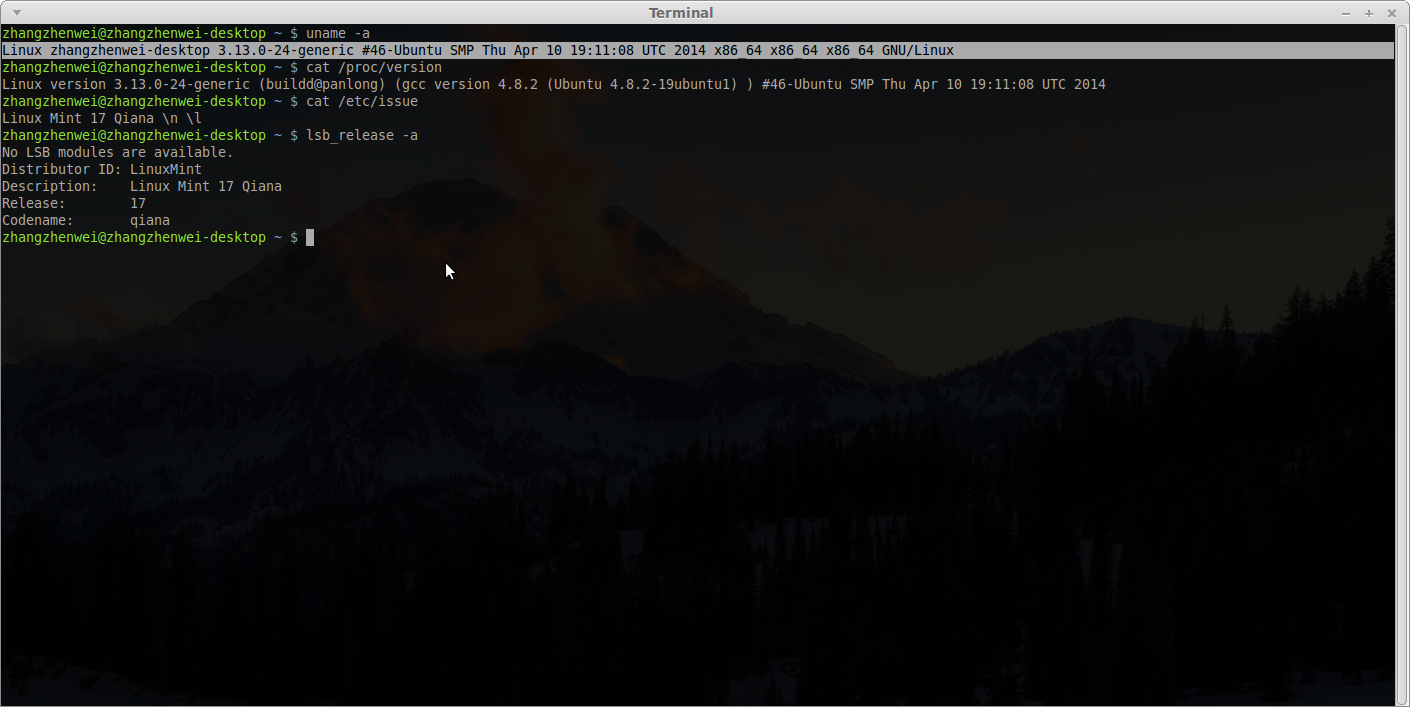 Terminal
zhangzhenwei@zhangzhenwei-desktop ~ $ uname -a
Linux zhangzhenwei-desktop 3.13.0-24-generic #46-Ubuntu SMP Thu Apr 10 19:11:08 UTC 2014 x86_64 x86_64 x86_64 GNU/Linux
zhangzhenwei@zhangzhenwei-desktop ~ $ cat /proc/version
Linux version 3.13.0-24-generic (buildd@panlong) (gcc version 4.8.2 (Ubuntu 4.8.2-19ubuntu1) ) #46-Ubuntu SMP Thu Apr 10 19:11:08 UTC 2014
zhangzhenwei@zhangzhenwei-desktop ~ $ cat /etc/issue
Linux Mint 17 Qiana \n \l
zhangzhenwei@zhangzhenwei-desktop ~ $ lsb_release -a
No LSB modules are available.
Distributor ID: LinuxMint
Description:    Linux Mint 17 Qiana
Release:        17
Codename:       qiana
zhangzhenwei@zhangzhenwei-desktop ~ $